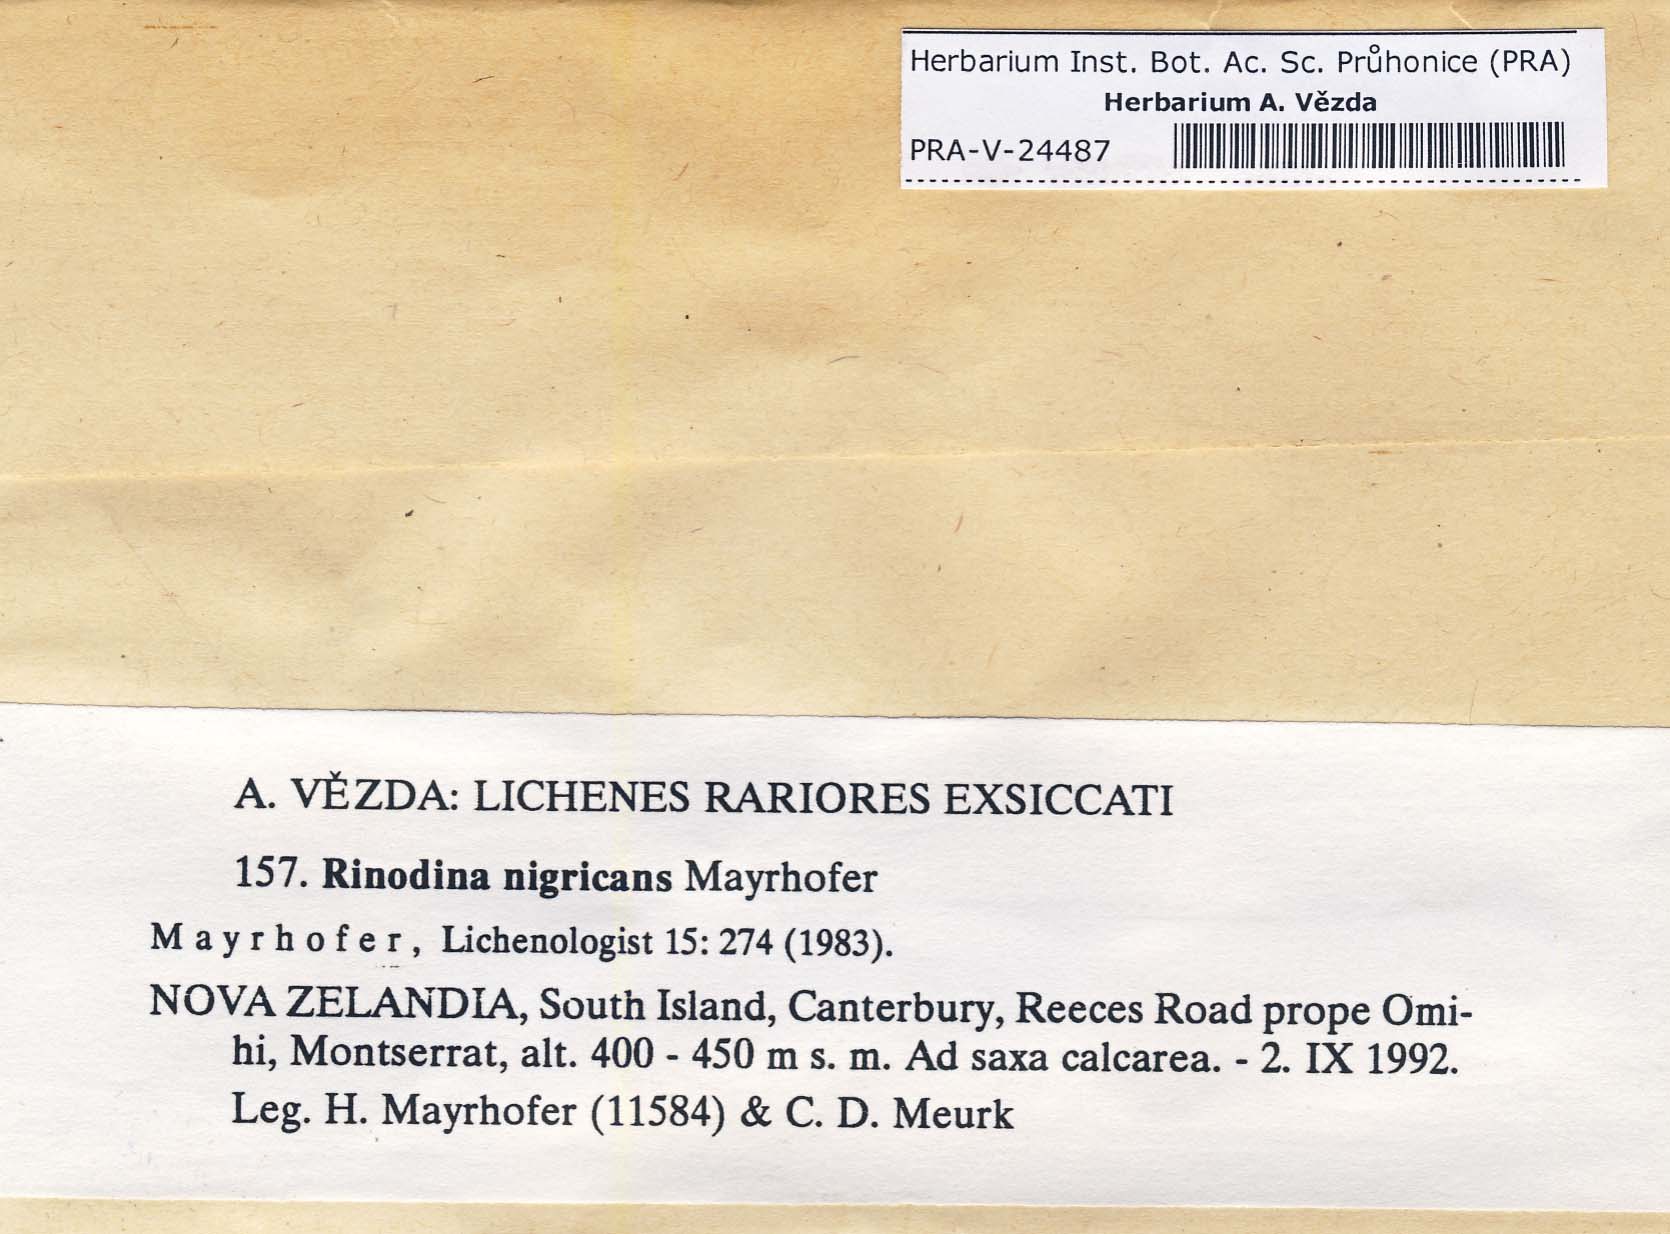 Herbarium Inst. Bot. Ac. Sc. Průhonice (PRA)
Herbarium A. Vězda
PRA-V-24487
A. VĚZDA: LICHENES RARIORES EXSICCATI
157. Rinodina nigricans Mayrhofer
Mayrhofer, Lichenologist 15: 274 (1983).
NOVA ZELANDIA, South Island, Canterbury, Reeces Road prope Omi-
hi, Montserrat, alt. 400 - 450 m s. m. Ad saxa calcarea. - 2. IX 1992.
Leg. H. Mayrhofer (11584) & C. D. Meurk